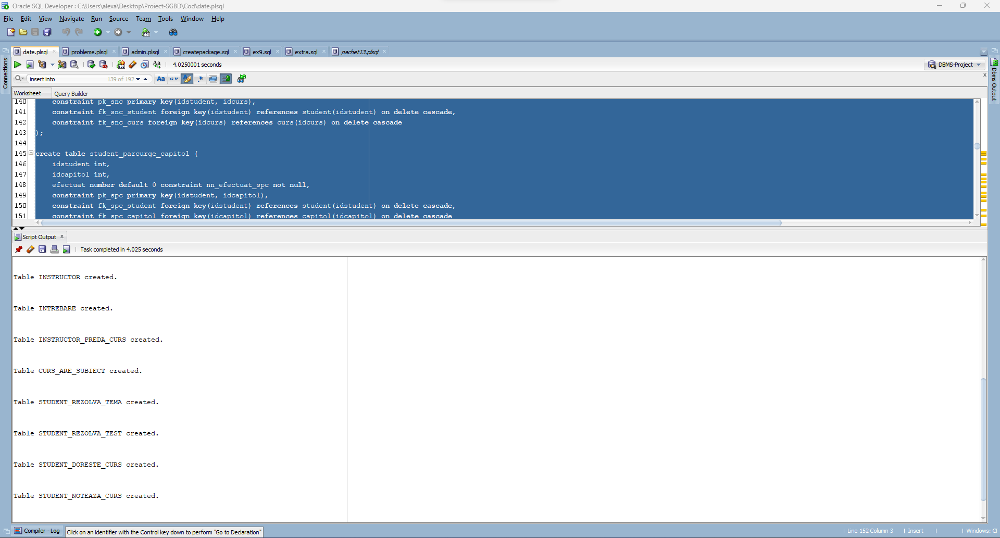 Oracle SQL Developer : C:\Users\alexa\Desktop\Proiect-SGBD\Cod\date.plsql
File Edit View Navigate Run Source Team Tools Window Help
date.plsql probleme.plsql admin.plsql createpackage.sql ex9.sql extra.sql pachet13.plsql
4.0250001 seconds
DBMS-Project
Connections
Dbms Output
insert into 139 of 192
Worksheet Query Builder
140 constraint pk_snc primary key(idstudent, idcurs),
141 constraint fk_snc_student foreign key(idstudent) references student(idstudent) on delete cascade,
142 constraint fk_snc_curs foreign key(idcurs) references curs(idcurs) on delete cascade
143 );
144
145 create table student_parcurge_capitol (
146 idstudent int,
147 idcapitol int,
148 efectuat number default 0 constraint nn_efectuat_spc not null,
149 constraint pk_spc primary key(idstudent, idcapitol),
150 constraint fk_spc_student foreign key(idstudent) references student(idstudent) on delete cascade,
151 constraint fk_spc_capitol foreign key(idcapitol) references capitol(idcapitol) on delete cascade
Script Output
Task completed in 4.025 seconds
Table INSTRUCTOR created.
Table INTREBARE created.
Table INSTRUCTOR_PREDA_CURS created.
Table CURS_ARE_SUBIECT created.
Table STUDENT_REZOLVA_TEMA created.
Table STUDENT_REZOLVA_TEST created.
Table STUDENT_DORESTE_CURS created.
Table STUDENT_NOTEAZA_CURS created.
Compiler - Log
Click on an identifier with the Control key down to perform "Go to Declaration"
Line 152 Column 3 | Insert | | Windows: CF